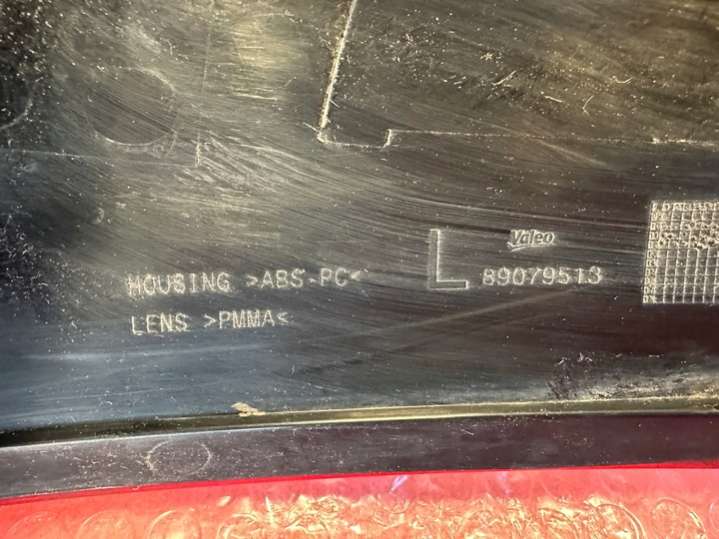 Valeo
L
89079513
HOUSING >ABS-PC<
LENS >PMMA<